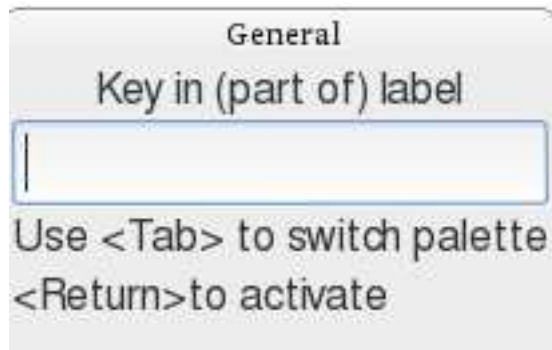 General
Key in (part of) label
Use <Tab> to switch palette
<Return>to activate